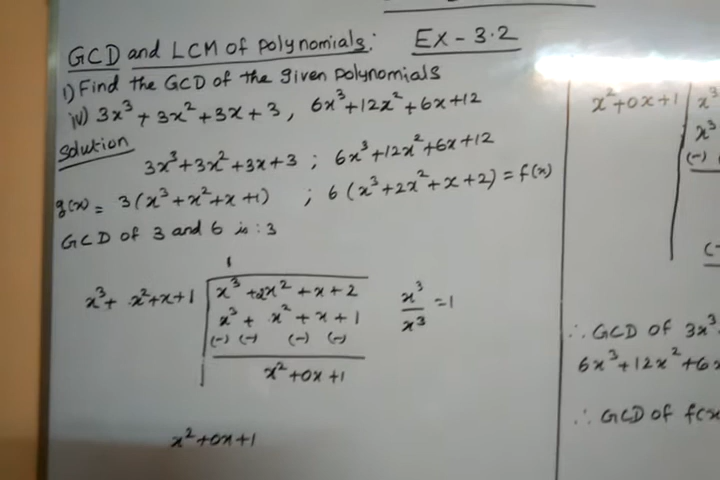 GCD and LCM of Polynomials: Ex - 3.2
1) Find the GCD of the given polynomials
iv) 3x³ + 3x² + 3x + 3, 6x³ + 12x² + 6x + 12
Solution
3x³ + 3x² + 3x + 3 ; 6x³ + 12x² + 6x + 12
g(x) = 3(x³ + x² + x + 1) ; 6(x³ + 2x² + x + 2) = f(x)
GCD of 3 and 6 is : 3
1
x³ + x² + x + 1 | x³ + 2x² + x + 2
x³ + x² + x + 1
(-) (-) (-) (-)
x² + 0x + 1
x³/x³ = 1
x² + 0x + 1
x² + 0x + 1 | x³
x³
(-)
(-
∴ GCD OF 3x³
6x³ + 12x² + 6x
∴ GCD of f(x